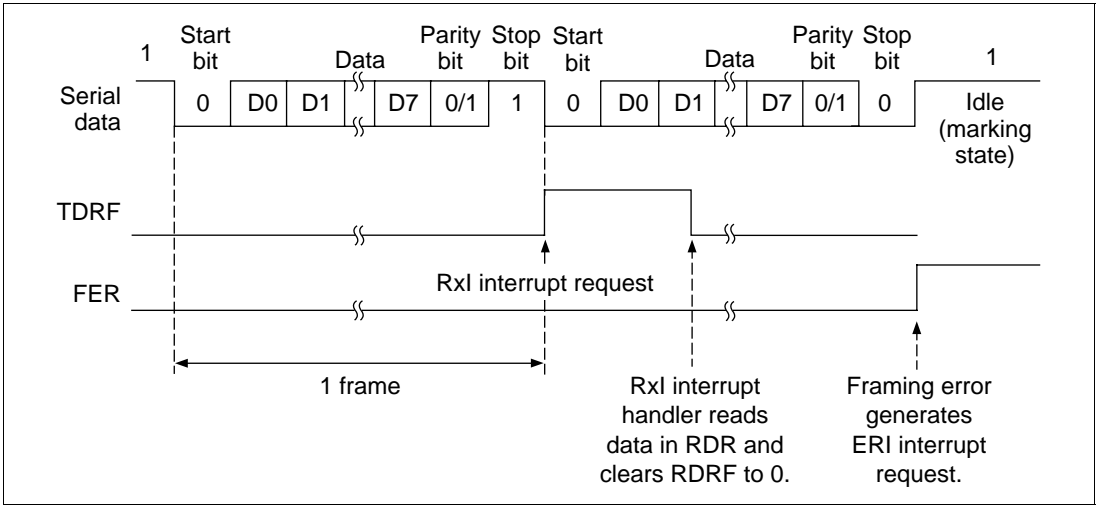 1 Start bit Data Parity bit Stop bit Start bit Data Parity bit Stop bit 1
Serial data 0 D0 D1 D7 0/1 1 0 D0 D1 D7 0/1 0 Idle (marking state)
TDRF
RxI interrupt request
FER
1 frame
RxI interrupt
handler reads
data in RDR and
clears RDRF to 0.
Framing error
generates
ERI interrupt
request.